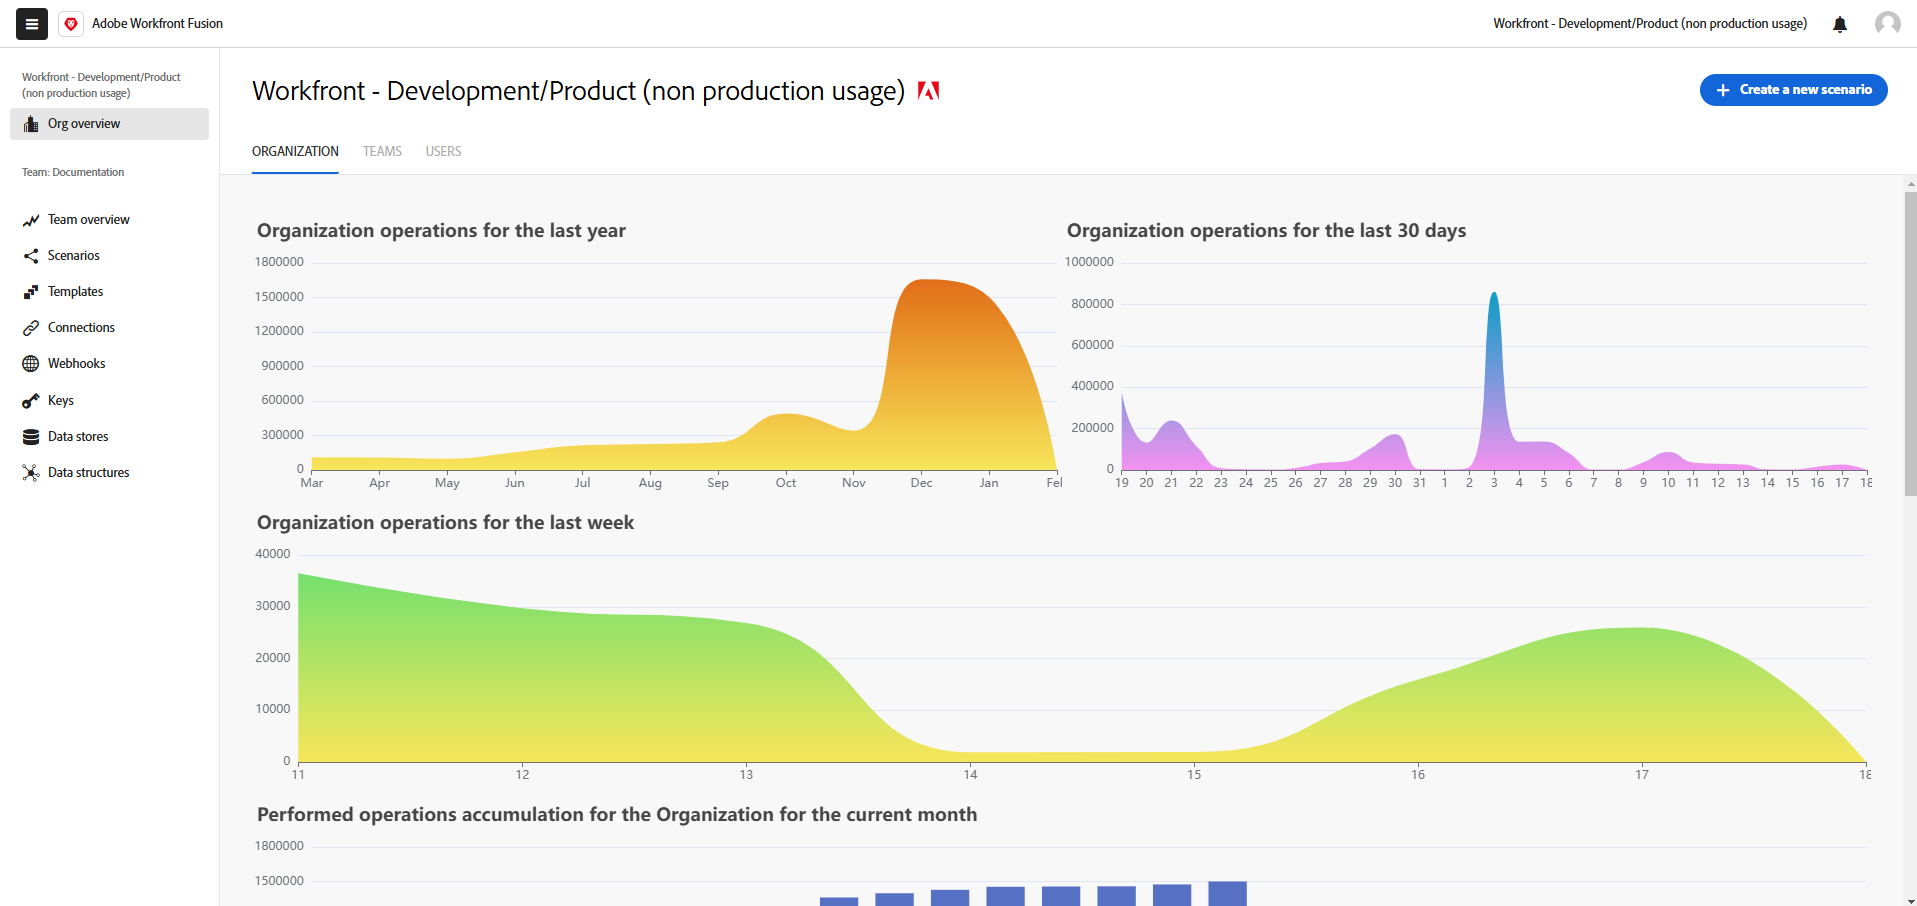 Adobe Workfront Fusion
Workfront - Development/Product (non production usage)
Workfront - Development/Product
(non production usage)
Org overview
Team: Documentation
Team overview
Scenarios
Templates
Connections
Webhooks
Keys
Data stores
Data structures
Workfront - Development/Product (non production usage)
Create a new scenario
ORGANIZATION TEAMS USERS
Organization operations for the last year
1800000
1500000
1200000
900000
600000
300000
0
Mar Apr May Jun Jul Aug Sep Oct Nov Dec Jan Fel
Organization operations for the last 30 days
1000000
800000
600000
400000
200000
0
19 20 21 22 23 24 25 26 27 28 29 30 31 1 2 3 4 5 6 7 8 9 10 11 12 13 14 15 16 17 18
Organization operations for the last week
40000
30000
20000
10000
0
11 12 13 14 15 16 17 18
Performed operations accumulation for the Organization for the current month
1800000
1500000